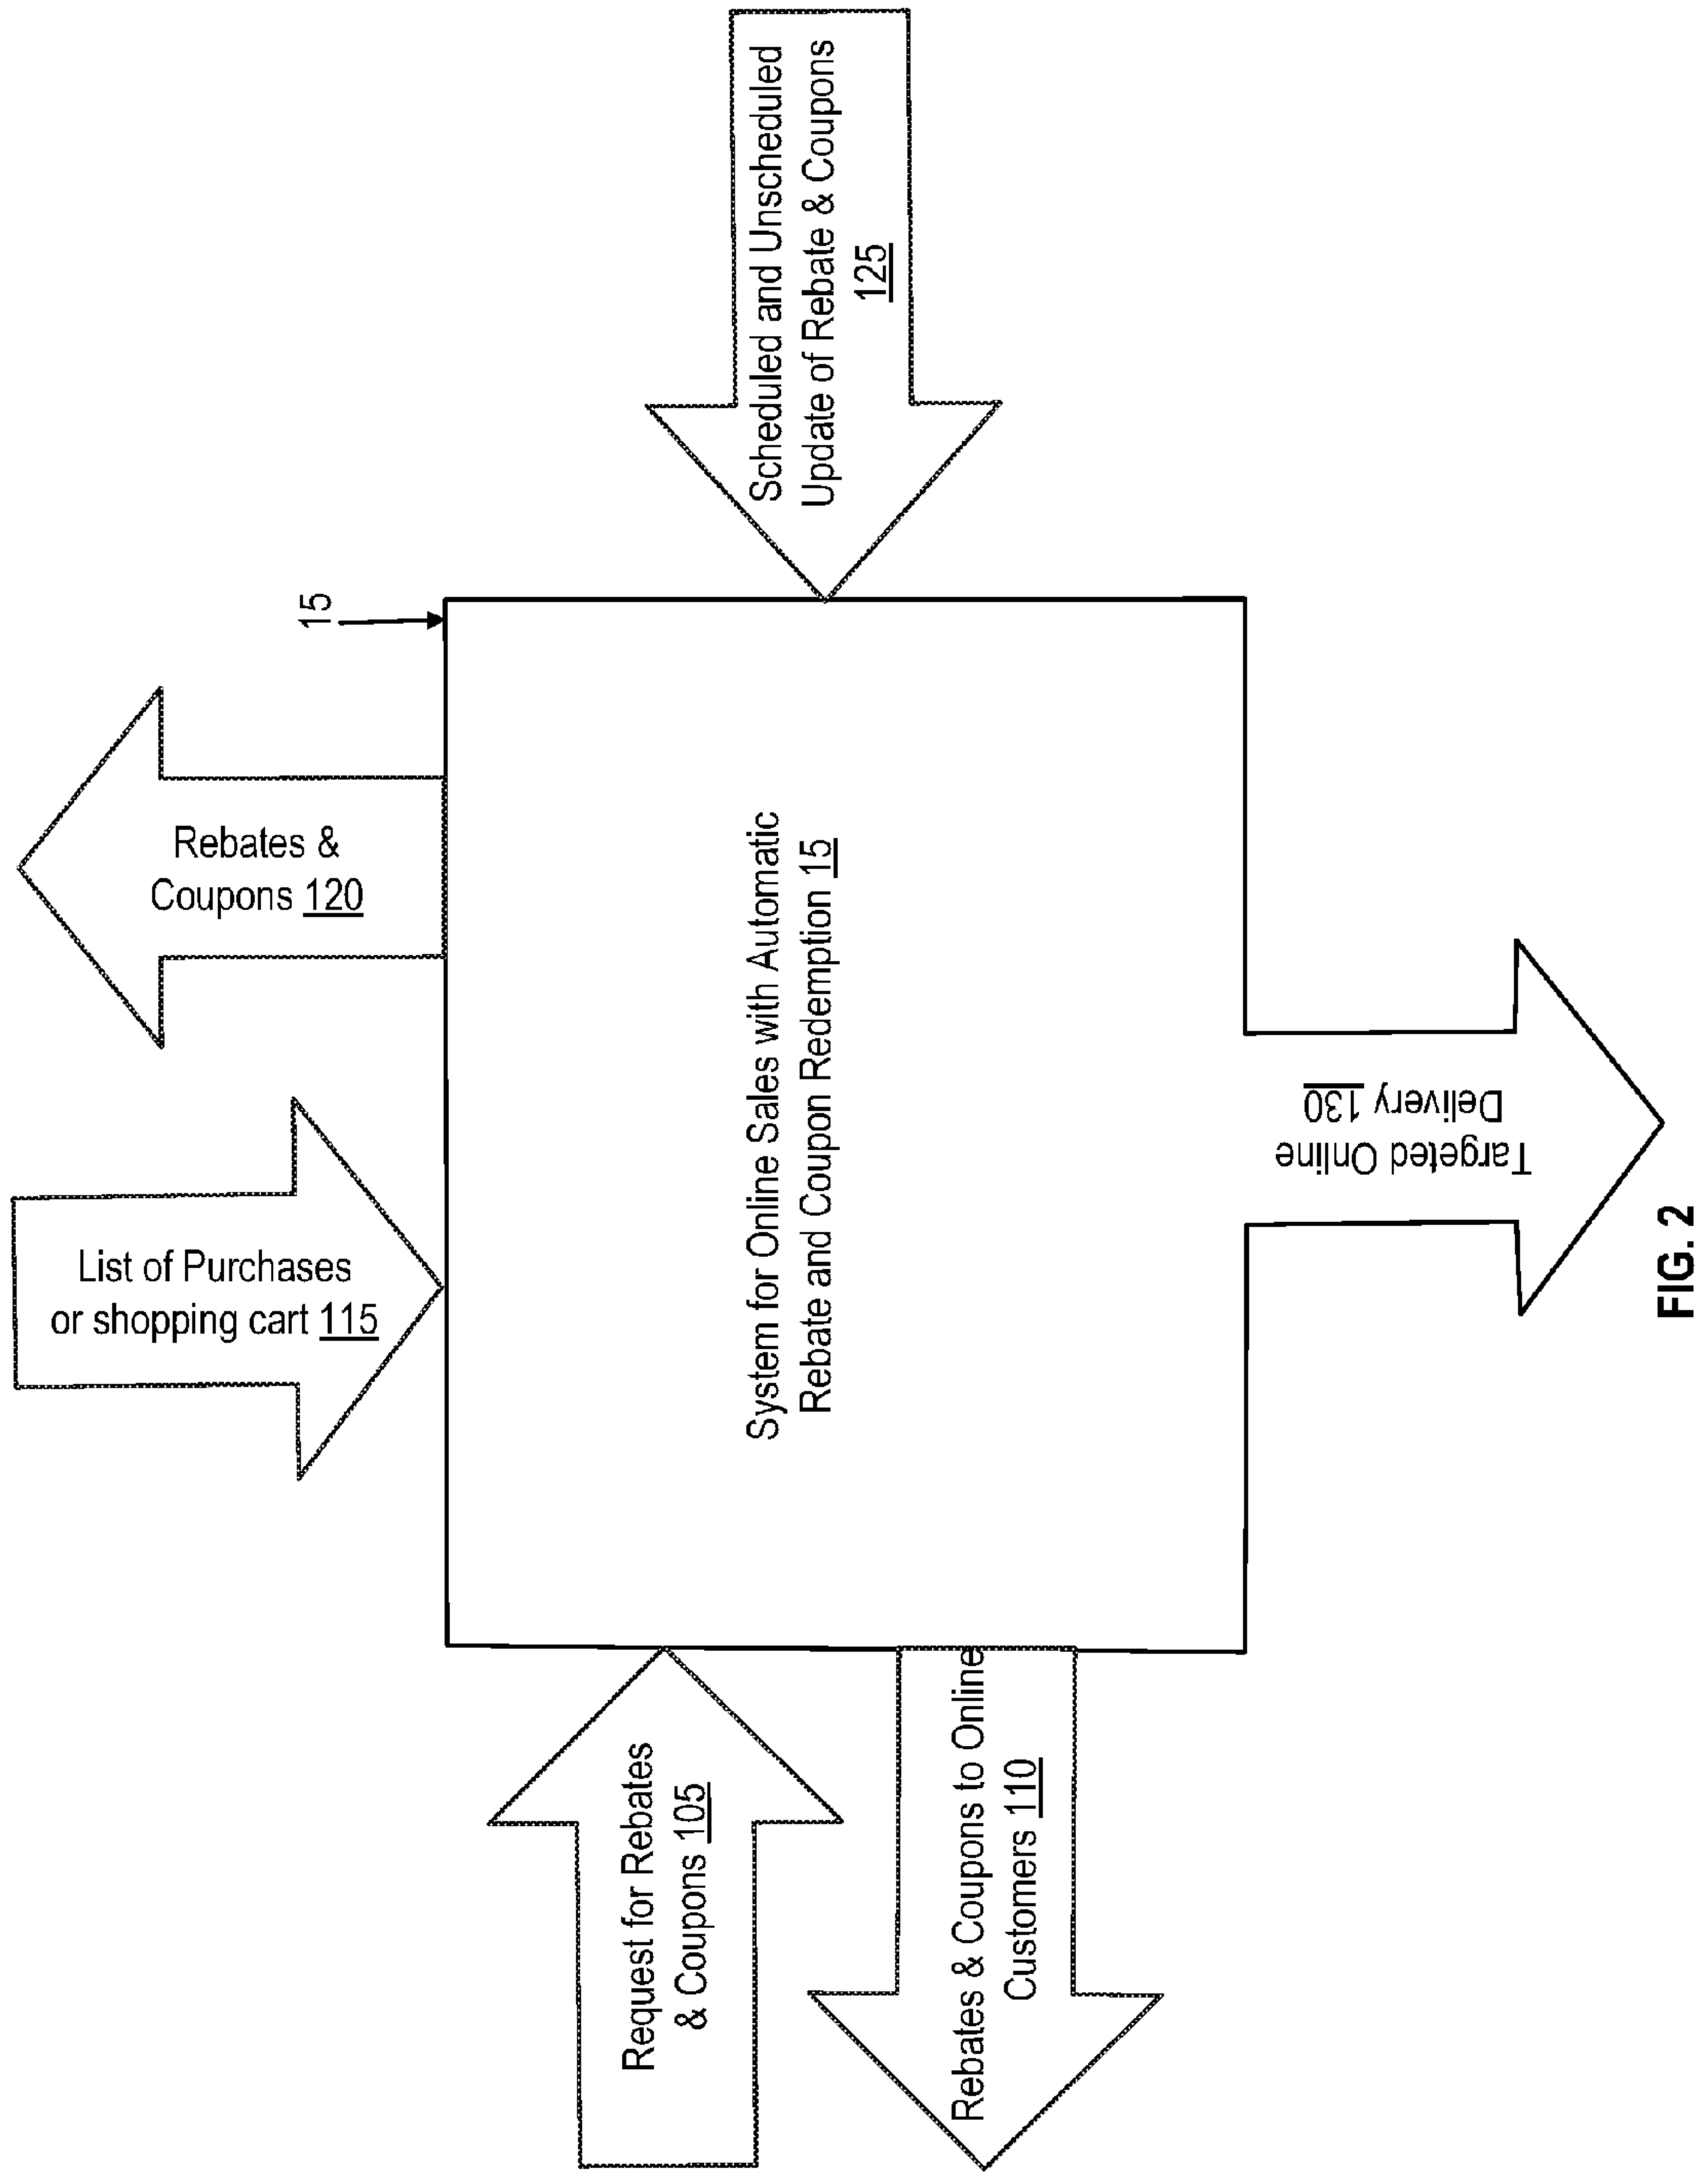 Scheduled and Unscheduled
Update of Rebate & Coupons
125
15
Rebates &
Coupons 120
List of Purchases
or shopping cart 115
System for Online Sales with Automatic
Rebate and Coupon Redemption 15
Targeted Online
Delivery 130
Request for Rebates
& Coupons 105
Rebates & Coupons to Online
Customers 110
FIG. 2